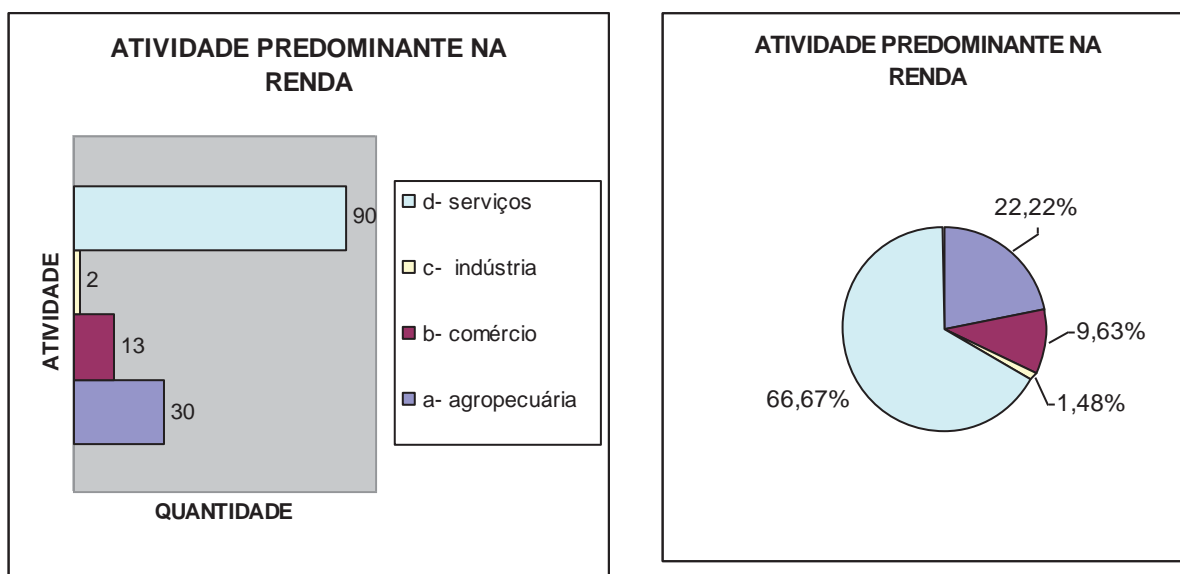 ATIVIDADE PREDOMINANTE NA
RENDA
90
2
13
30
ATIVIDADE
QUANTIDADE
d- serviços
c- indústria
b- comércio
a- agropecuária
ATIVIDADE PREDOMINANTE NA
RENDA
22,22%
9,63%
1,48%
66,67%